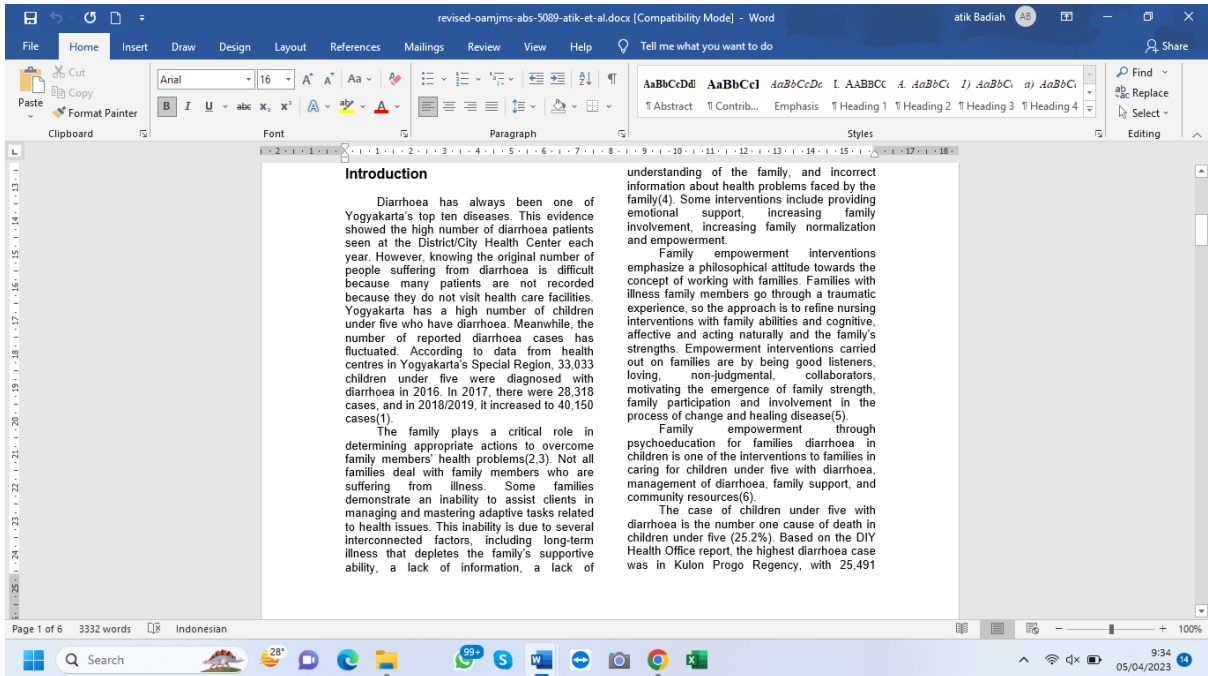 revised-oamjms-abs-5089-atik-et-al.docx [Compatibility Mode] - Word
atik Badiah
AB
File Home Insert Draw Design Layout References Mailings Review View Help Tell me what you want to do
Share
Paste
Cut
Copy
Format Painter
Clipboard
Arial
16
Font
Paragraph
AaBbCcDd AaBbCcI AaBbCcDc I. AABBCC A. AaBbCc 1) AaBbCc a) AaBbCc
¶ Abstract ¶ Contrib... Emphasis ¶ Heading 1 ¶ Heading 2 ¶ Heading 3 ¶ Heading 4
Styles
Find
Replace
Select
Editing
Introduction
Diarrhoea has always been one of
Yogyakarta's top ten diseases. This evidence
showed the high number of diarrhoea patients
seen at the District/City Health Center each
year. However, knowing the original number of
people suffering from diarrhoea is difficult
because many patients are not recorded
because they do not visit health care facilities.
Yogyakarta has a high number of children
under five who have diarrhoea. Meanwhile, the
number of reported diarrhoea cases has
fluctuated. According to data from health
centres in Yogyakarta's Special Region, 33,033
children under five were diagnosed with
diarrhoea in 2016. In 2017, there were 28,318
cases, and in 2018/2019, it increased to 40,150
cases(1).
The family plays a critical role in
determining appropriate actions to overcome
family members' health problems(2,3). Not all
families deal with family members who are
suffering from illness. Some families
demonstrate an inability to assist clients in
managing and mastering adaptive tasks related
to health issues. This inability is due to several
interconnected factors, including long-term
illness that depletes the family's supportive
ability, a lack of information, a lack of
understanding of the family, and incorrect
information about health problems faced by the
family(4). Some interventions include providing
emotional support, increasing family
involvement, increasing family normalization
and empowerment.
Family empowerment interventions
emphasize a philosophical attitude towards the
concept of working with families. Families with
illness family members go through a traumatic
experience, so the approach is to refine nursing
interventions with family abilities and cognitive,
affective and acting naturally and the family's
strengths. Empowerment interventions carried
out on families are by being good listeners,
loving, non-judgmental, collaborators,
motivating the emergence of family strength,
family participation and involvement in the
process of change and healing disease(5).
Family empowerment through
psychoeducation for families diarrhoea in
children is one of the interventions to families in
caring for children under five with diarrhoea,
management of diarrhoea, family support, and
community resources(6).
The case of children under five with
diarrhoea is the number one cause of death in
children under five (25.2%). Based on the DIY
Health Office report, the highest diarrhoea case
was in Kulon Progo Regency, with 25,491
Page 1 of 6 3332 words Indonesian
100%
Search
28°
99+
9:34
05/04/2023
14